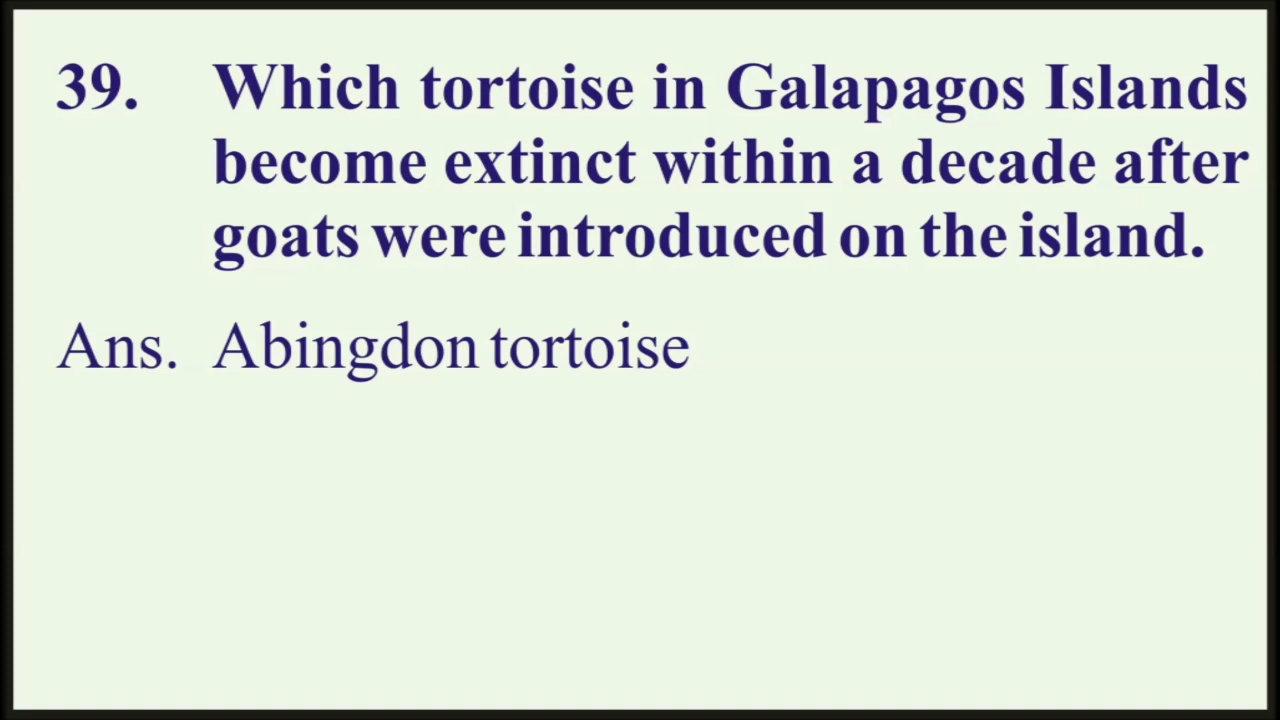 39. Which tortoise in Galapagos Islands
become extinct within a decade after
goats were introduced on the island.
Ans. Abingdon tortoise